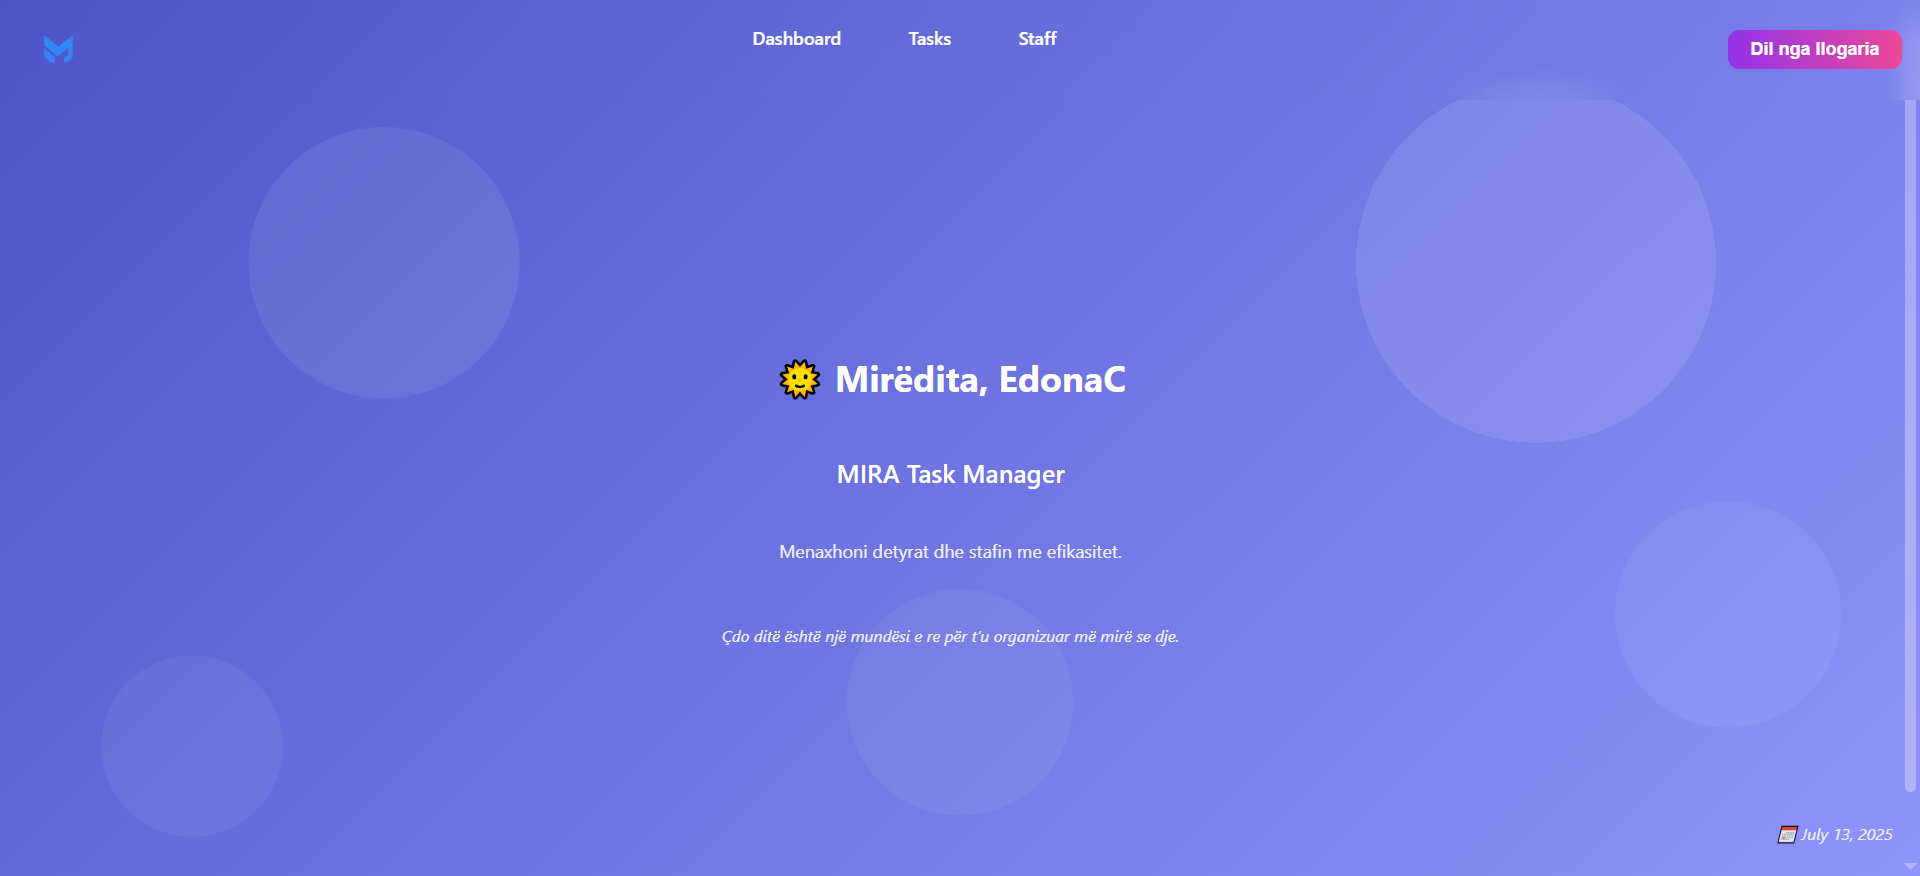 Dashboard Tasks Staff
Dil nga llogaria
🌞 Mirëdita, EdonaC
MIRA Task Manager
Menaxhoni detyrat dhe stafin me efikasitet.
Çdo ditë është një mundësi e re për t'u organizuar më mirë se dje.
📅 July 13, 2025